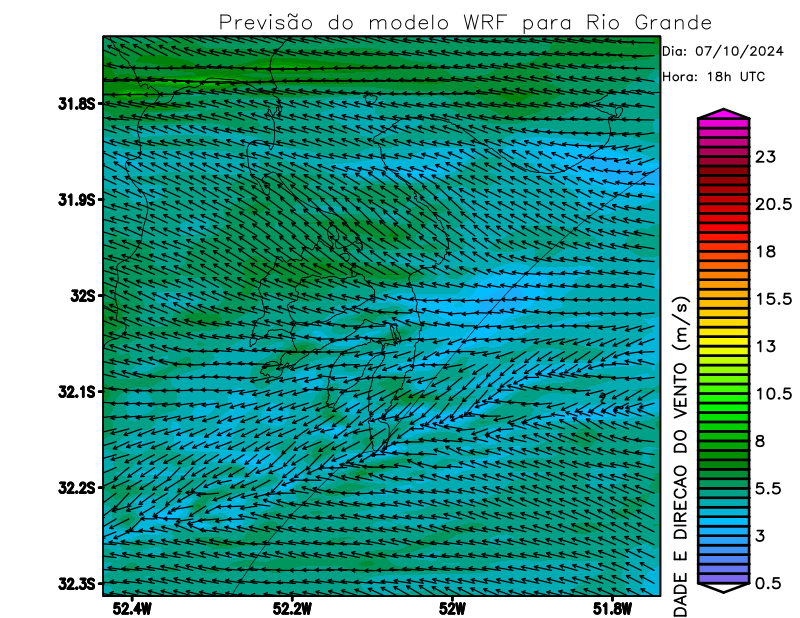 Previsão do modelo WRF para Rio Grande
Dia: 07/10/2024
Hora: 18h UTC
31.8S
31.9S
32S
32.1S
32.2S
32.3S
52.4W
52.2W
52W
51.8W
23
20.5
18
15.5
13
10.5
8
5.5
3
0.5
DADE E DIRECAO DO VENTO (m/s)